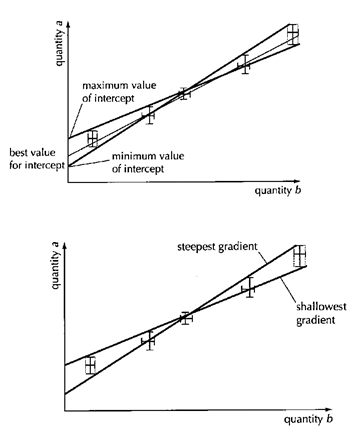 quantity a
maximum value
of intercept
best value
for intercept
minimum value
of intercept
quantity b
quantity a
steepest gradient
shallowest
gradient
quantity b